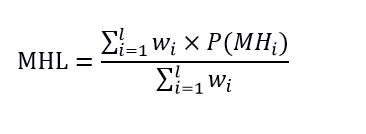 MHL = \frac{\sum_{i=1}^{l} w_i \times P(MH_i)}{\sum_{i=1}^{l} w_i}